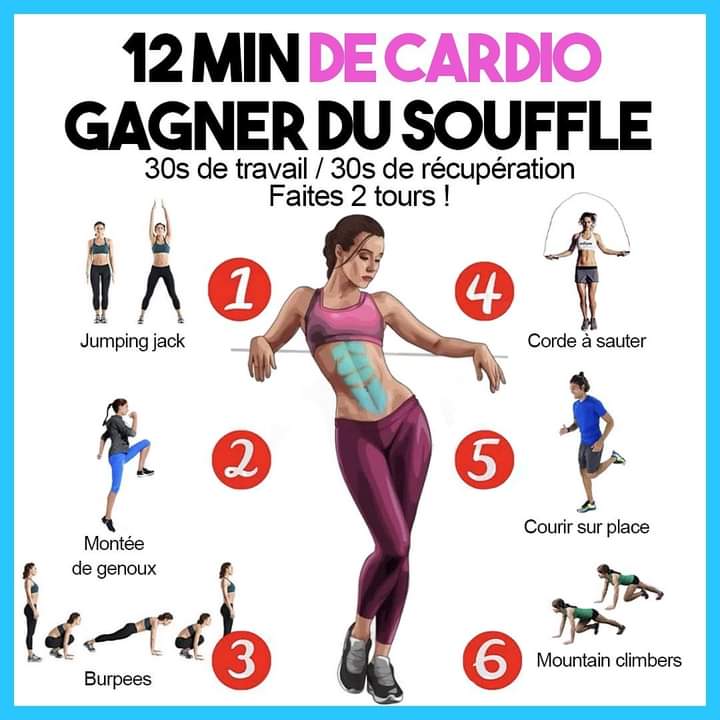 12 MIN DE CARDIO
GAGNER DU SOUFFLE
30s de travail / 30s de récupération
Faites 2 tours !
1
Jumping jack
2
Montée
de genoux
3
Burpees
4
Corde à sauter
5
Courir sur place
6
Mountain climbers